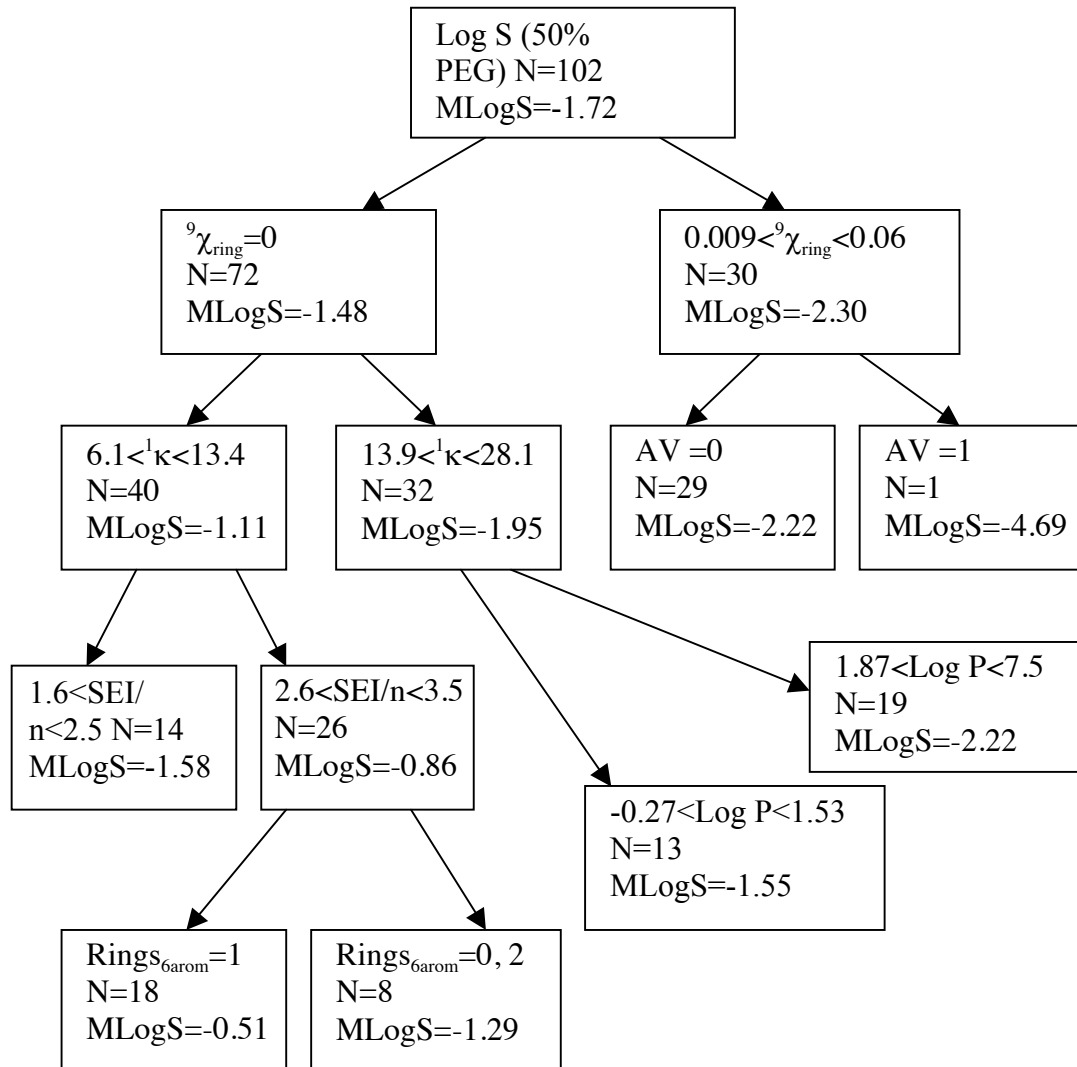 Log S (50%
PEG) N=102
MLogS=-1.72
⁹χring=0
N=72
MLogS=-1.48
0.009<⁹χring<0.06
N=30
MLogS=-2.30
6.1<¹κ<13.4
N=40
MLogS=-1.11
13.9<¹κ<28.1
N=32
MLogS=-1.95
AV =0
N=29
MLogS=-2.22
AV =1
N=1
MLogS=-4.69
1.6<SEI/
n<2.5 N=14
MLogS=-1.58
2.6<SEI/n<3.5
N=26
MLogS=-0.86
1.87<Log P<7.5
N=19
MLogS=-2.22
-0.27<Log P<1.53
N=13
MLogS=-1.55
Rings6arom=1
N=18
MLogS=-0.51
Rings6arom=0, 2
N=8
MLogS=-1.29